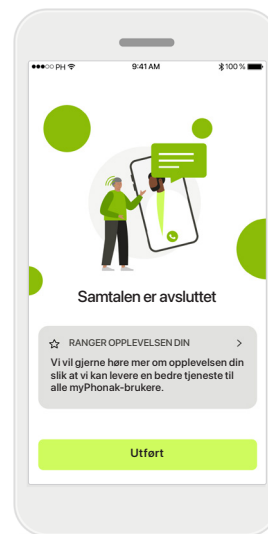 ●●●○○ PH 9:41 AM 100 %
Samtalen er avsluttet
RANGER OPPLEVELSEN DIN
Vi vil gjerne høre mer om opplevelsen din
slik at vi kan levere en bedre tjeneste til
alle myPhonak-brukere.
Utført